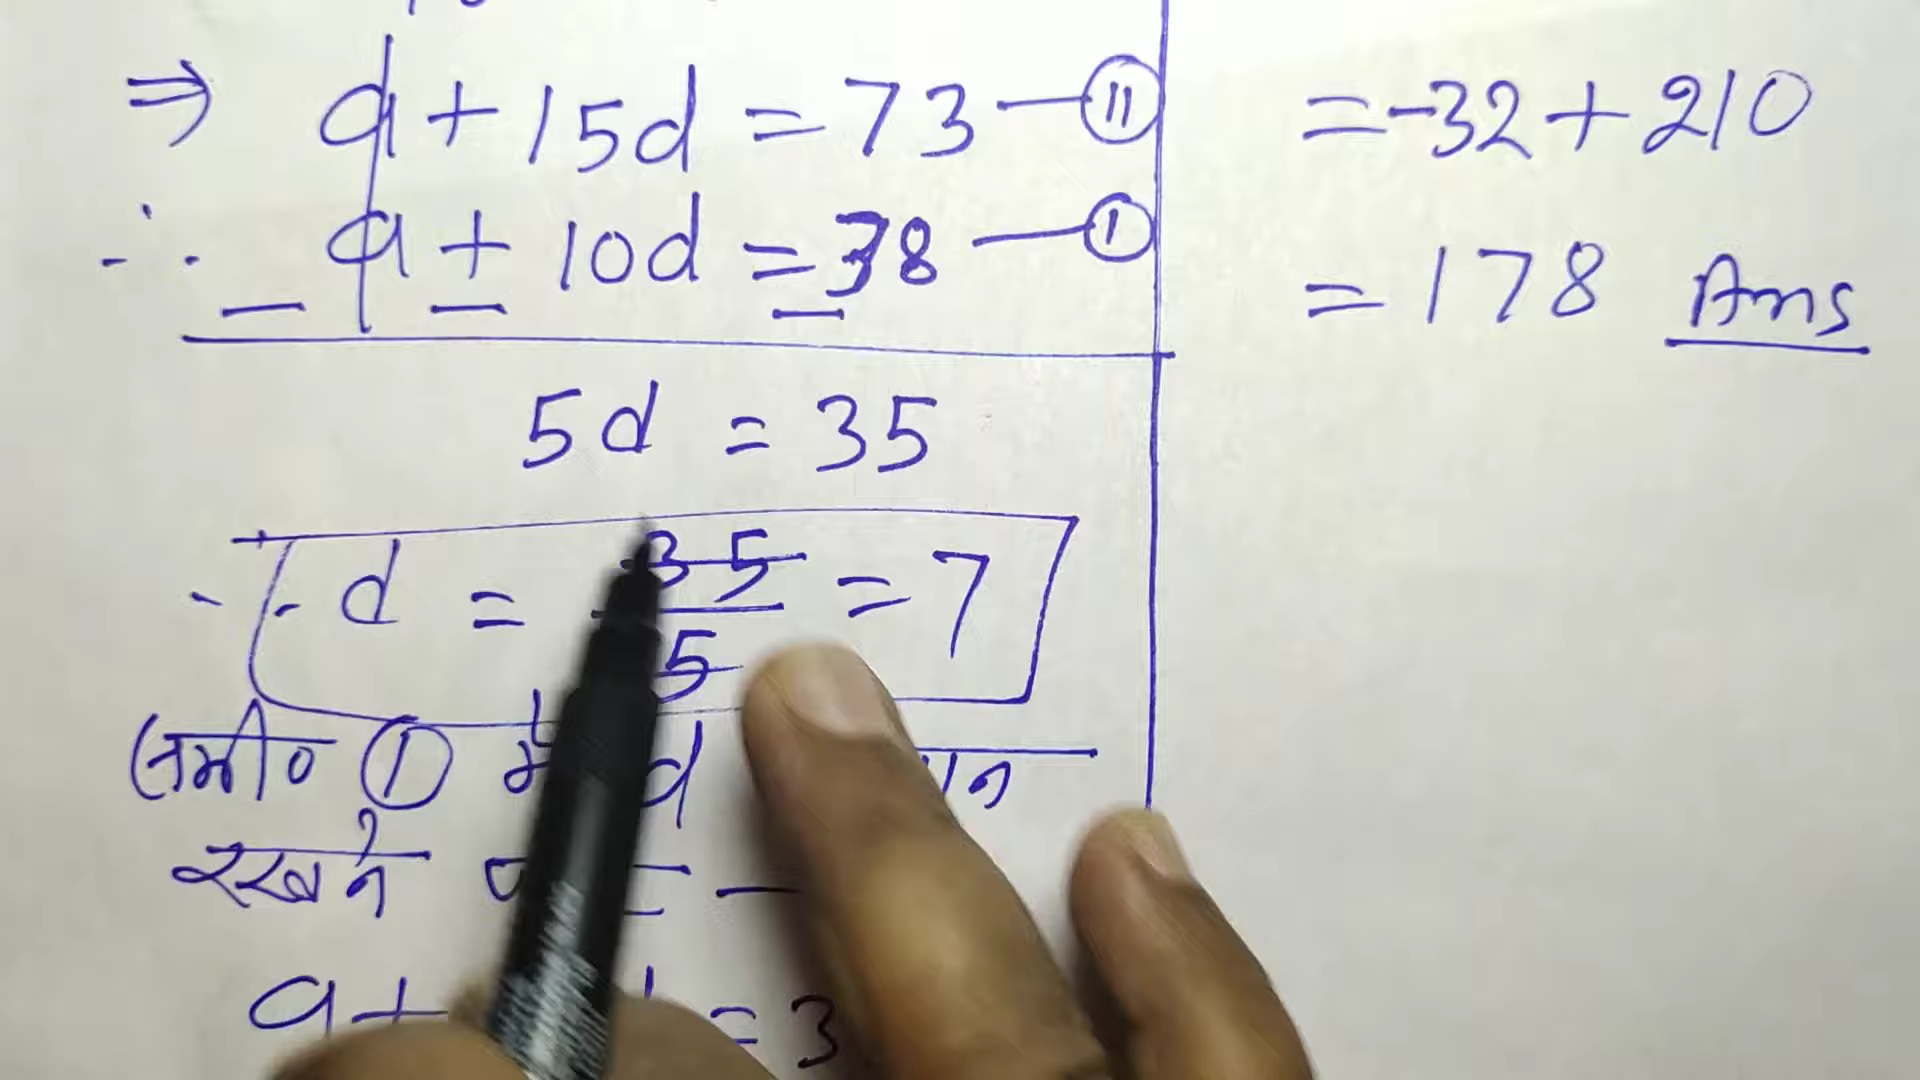 ⇒ a + 15d = 73 — (II)
∴ a + 10d = 38 — (I)
— — —
5d = 35
∴ d = 35/5 = 7
समी० (I) में d
रखने —
a + = 3
= -32 + 210
= 178 Ans